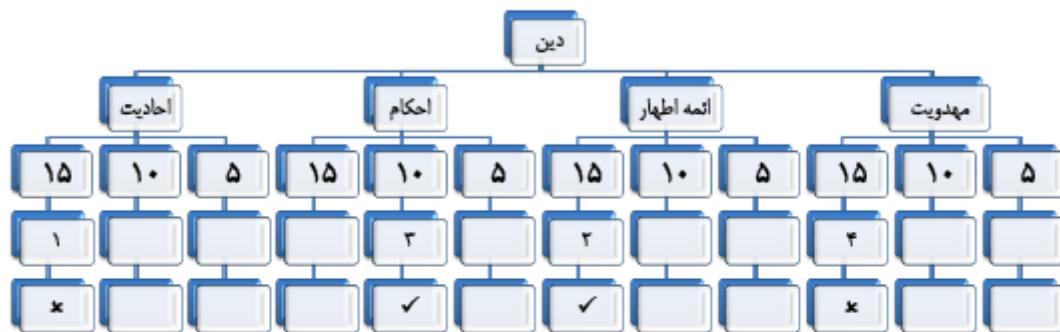 دین
مهدویت ائمه اطهار احکام احادیت
۵ ۱۰ ۱۵ ۵ ۱۰ ۱۵ ۵ ۱۰ ۱۵ ۵ ۱۰ ۱۵
۴ ۲ ۳ ۱
× ✓ ✓ ×